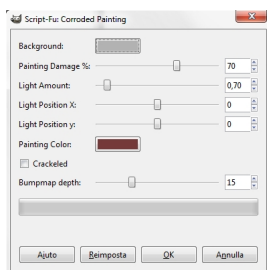 Script-Fu: Corroded Painting
Background:
Painting Damage %: 70
Light Amount: 0,70
Light Position X: 0
Light Position y: 0
Painting Color:
Crackeled
Bumpmap depth: 15
Aiuto Reimposta OK Annulla